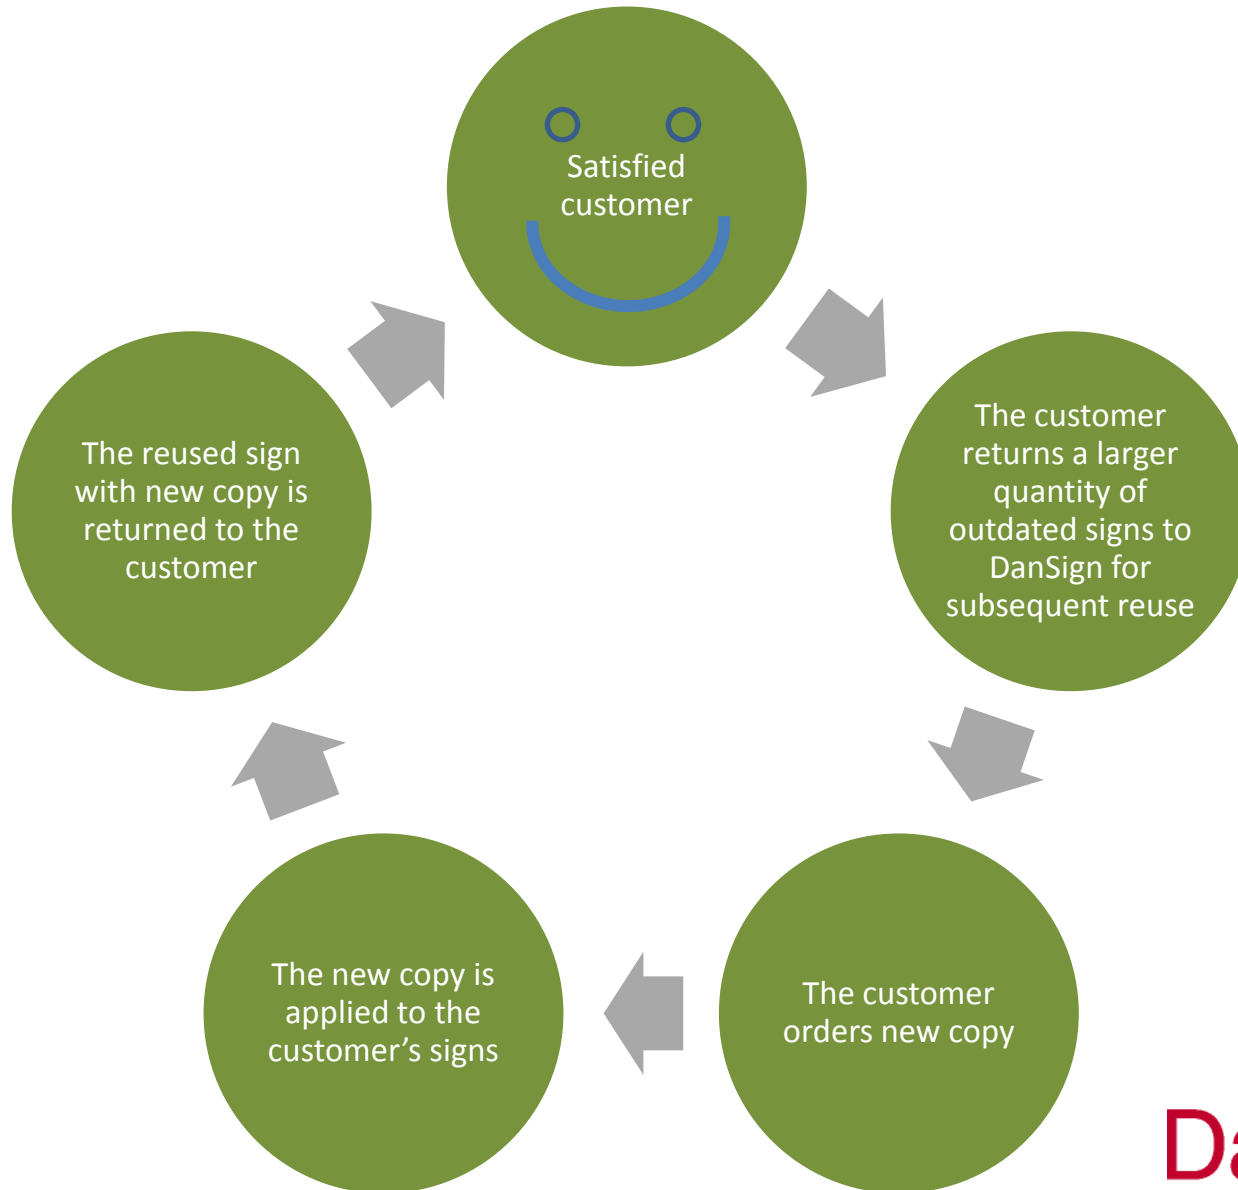 Satisfied
customer
The customer
returns a larger
quantity of
outdated signs to
DanSign for
subsequent reuse
The customer
orders new copy
The new copy is
applied to the
customer’s signs
The reused sign
with new copy is
returned to the
customer
Da